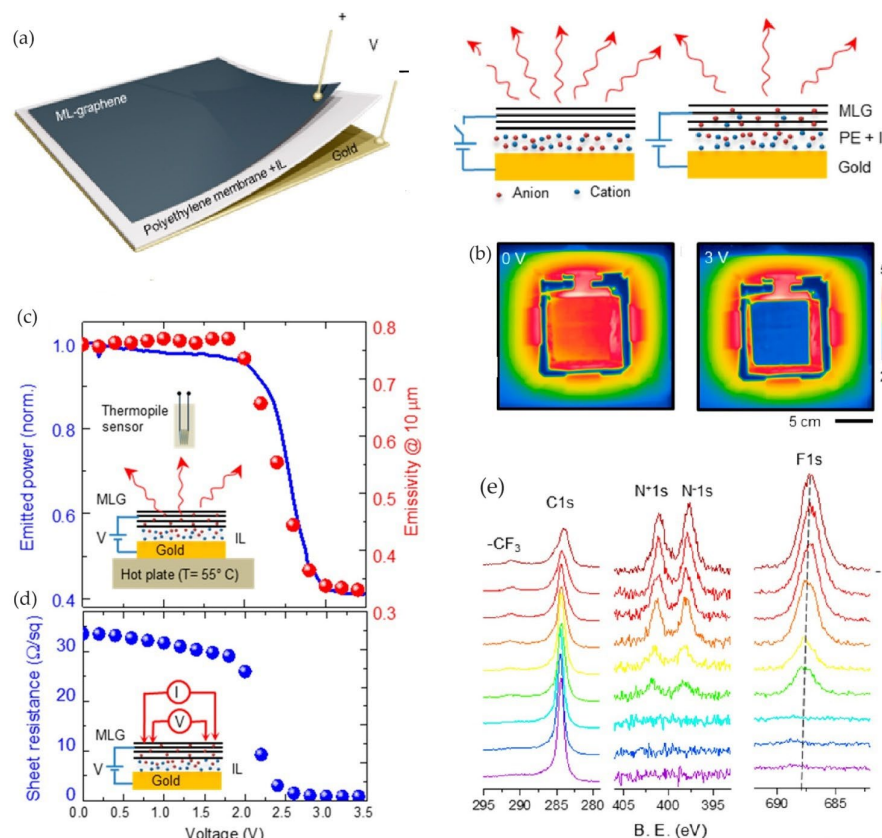 (a)
+
V
−
ML-graphene
Polyethylene membrane +IL
Gold
MLG
PE + I
Gold
Anion
Cation
(b)
0 V
3 V
5 cm
(c)
Emitted power (norm.)
1.0
0.8
0.6
0.4
Emissivity @ 10 µm
0.8
0.7
0.6
0.5
0.4
0.3
Thermopile
sensor
MLG
V
IL
Gold
Hot plate (T= 55° C)
(d)
Sheet resistance (Ω/sq)
30
20
10
0
I
V
MLG
V
IL
Gold
0.0 0.5 1.0 1.5 2.0 2.5 3.0 3.5
Voltage (V)
(e)
C1s
-CF3
N+1s
N-1s
F1s
295 290 285 280
405 400 395
690 685
B. E. (eV)